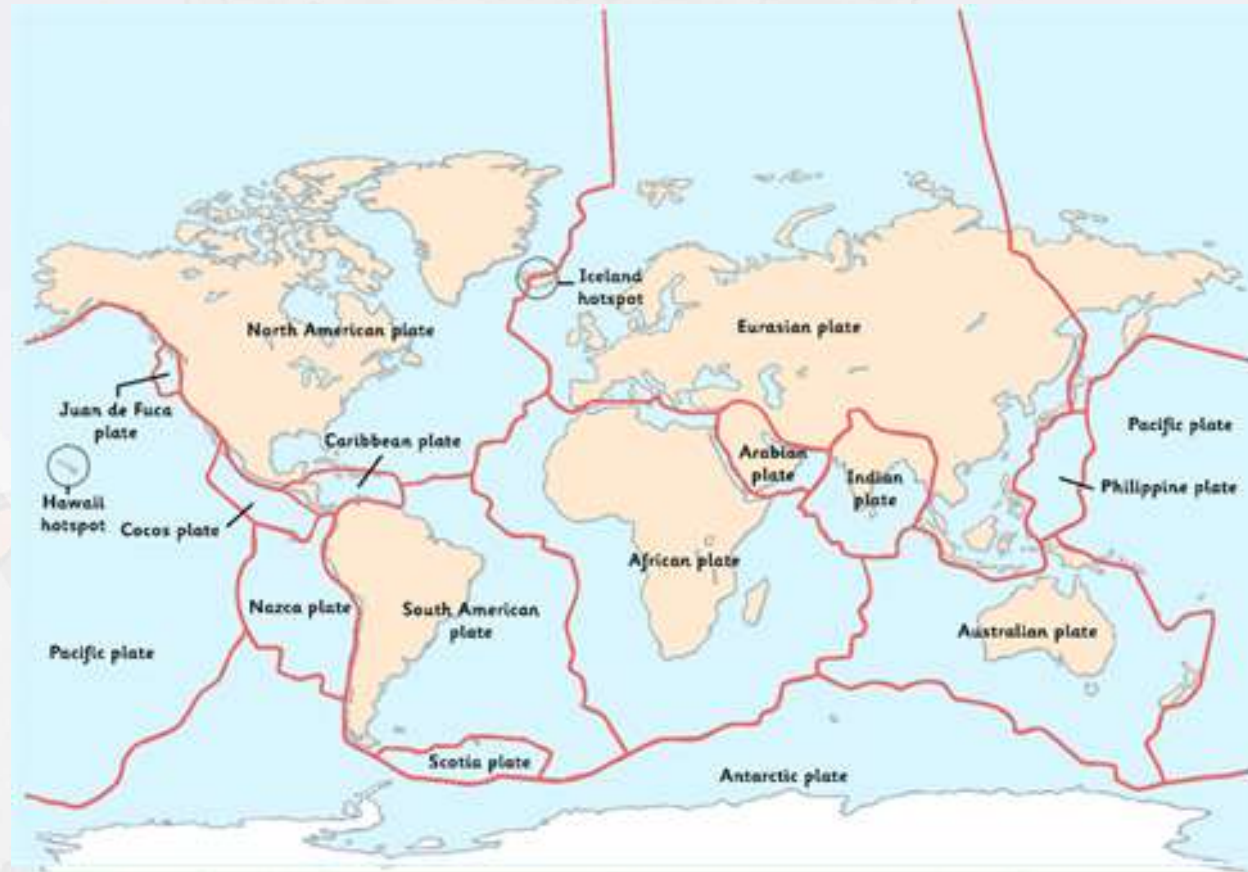 Iceland
hotspot
North American plate
Eurasian plate
Juan de Fuca
plate
Caribbean plate
Pacific plate
Arabian
plate
Indian
plate
Philippine plate
Hawaii
hotspot
Cocos plate
African plate
Nazca plate
South American
plate
Australian plate
Pacific plate
Scotia plate
Antarctic plate